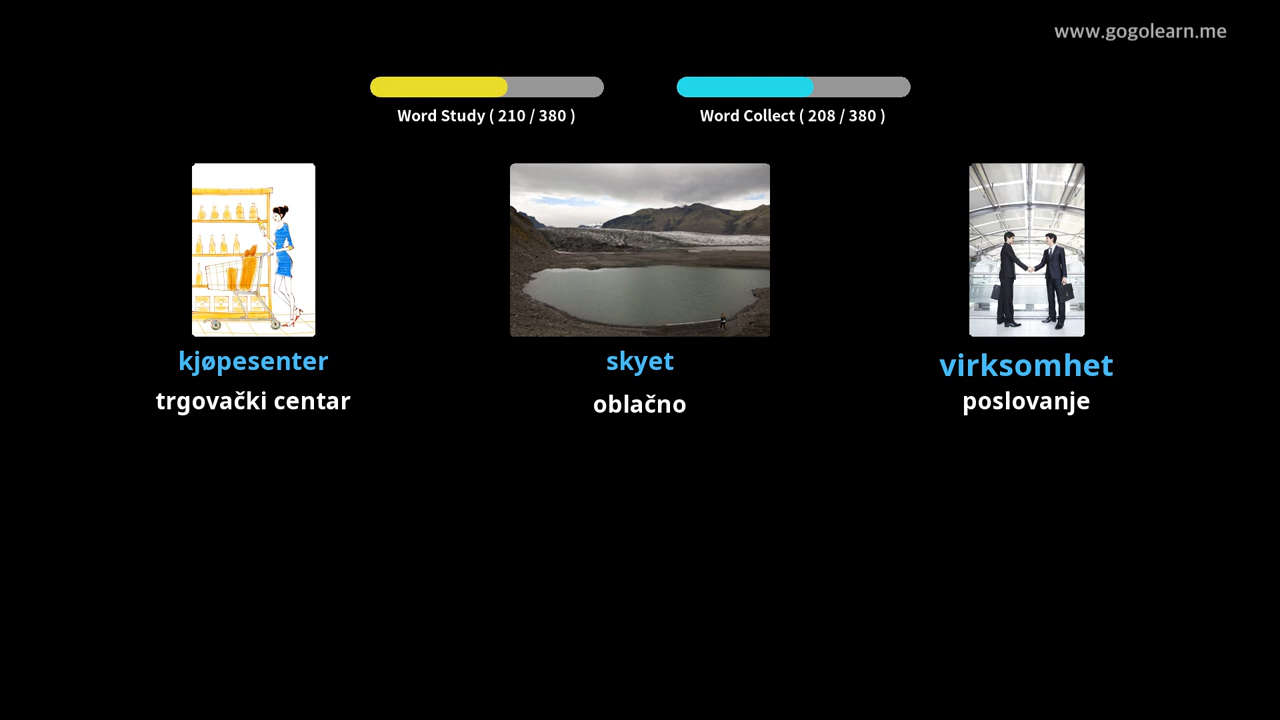 www.gogolearn.me
Word Study ( 210 / 380 )
Word Collect ( 208 / 380 )
kjøpesenter
skyet
virksomhet
trgovački centar
oblačno
poslovanje